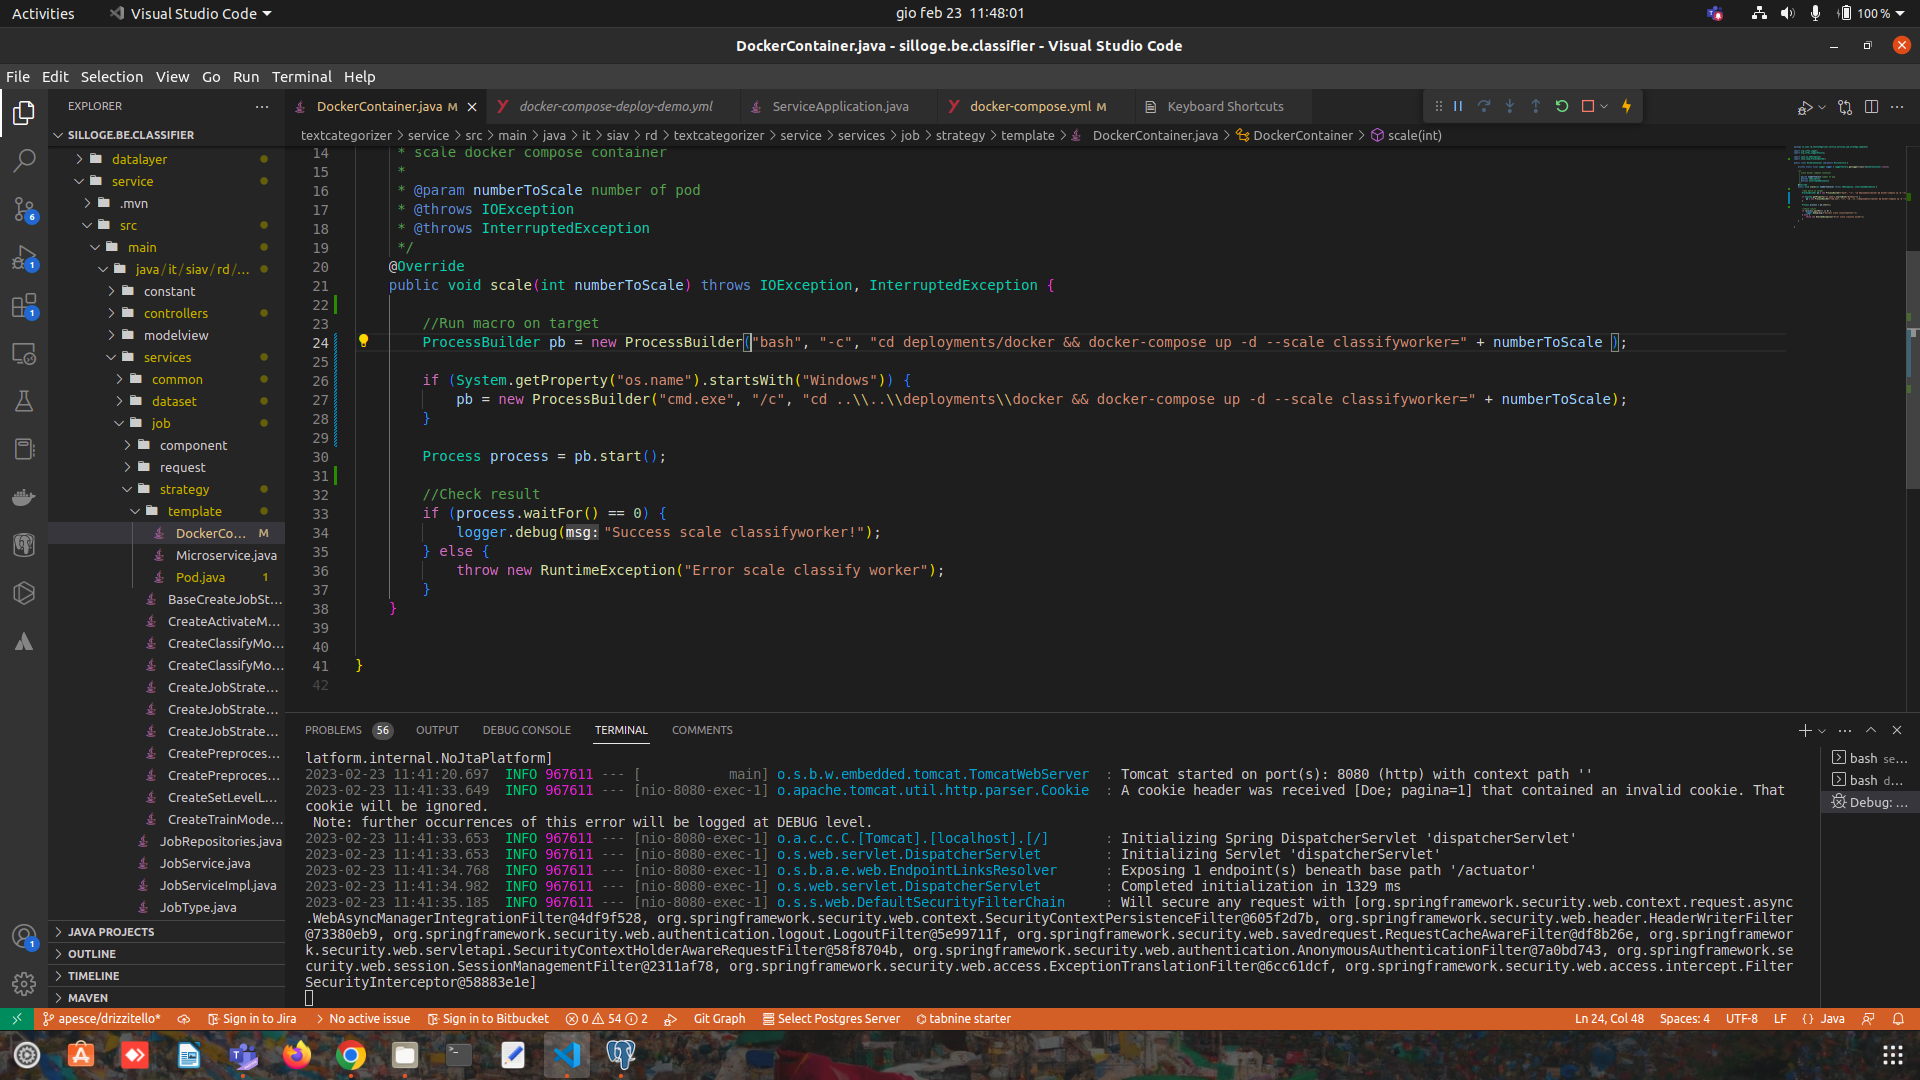 Activities
Visual Studio Code
gio feb 23 11:48:01
100 %
DockerContainer.java - silloge.be.classifier - Visual Studio Code
File Edit Selection View Go Run Terminal Help
EXPLORER
DockerContainer.java M
docker-compose-deploy-demo.yml
ServiceApplication.java
docker-compose.yml M
Keyboard Shortcuts
SILLOGE.BE.CLASSIFIER
textcategorizer > service > src > main > java > it > siav > rd > textcategorizer > service > services > job > strategy > template > DockerContainer.java > DockerContainer > scale(int)
datalayer
service
.mvn
src
main
java/it/siav/rd/...
constant
controllers
modelview
services
common
dataset
job
component
request
strategy
template
DockerCo... M
Microservice.java
Pod.java 1
BaseCreateJobSt...
CreateActivateM...
CreateClassifyMo...
CreateClassifyMo...
CreateJobStrate...
CreateJobStrate...
CreateJobStrate...
CreatePreproces...
CreatePreproces...
CreateSetLevelL...
CreateTrainMode...
JobRepositories.java
JobService.java
JobServiceImpl.java
JobType.java
JAVA PROJECTS
OUTLINE
TIMELINE
MAVEN
6
1
1
1
14 * scale docker compose container
15 *
16 * @param numberToScale number of pod
17 * @throws IOException
18 * @throws InterruptedException
19 */
20 @Override
21 public void scale(int numberToScale) throws IOException, InterruptedException {
22
23 //Run macro on target
24 ProcessBuilder pb = new ProcessBuilder("bash", "-c", "cd deployments/docker && docker-compose up -d --scale classifyworker=" + numberToScale );
25
26 if (System.getProperty("os.name").startsWith("Windows")) {
27 pb = new ProcessBuilder("cmd.exe", "/c", "cd ..\\..\\deployments\\docker && docker-compose up -d --scale classifyworker=" + numberToScale);
28 }
29
30 Process process = pb.start();
31
32 //Check result
33 if (process.waitFor() == 0) {
34 logger.debug(msg: "Success scale classifyworker!");
35 } else {
36 throw new RuntimeException("Error scale classify worker");
37 }
38 }
39
40
41 }
42
PROBLEMS 56 OUTPUT DEBUG CONSOLE TERMINAL COMMENTS
latform.internal.NoJtaPlatform]
2023-02-23 11:41:20.697 INFO 967611 --- [ main] o.s.b.w.embedded.tomcat.TomcatWebServer : Tomcat started on port(s): 8080 (http) with context path ''
2023-02-23 11:41:33.649 INFO 967611 --- [nio-8080-exec-1] o.apache.tomcat.util.http.parser.Cookie : A cookie header was received [Doe; pagina=1] that contained an invalid cookie. That
cookie will be ignored.
Note: further occurrences of this error will be logged at DEBUG level.
2023-02-23 11:41:33.653 INFO 967611 --- [nio-8080-exec-1] o.a.c.c.C.[Tomcat].[localhost].[/] : Initializing Spring DispatcherServlet 'dispatcherServlet'
2023-02-23 11:41:33.653 INFO 967611 --- [nio-8080-exec-1] o.s.web.servlet.DispatcherServlet : Initializing Servlet 'dispatcherServlet'
2023-02-23 11:41:34.768 INFO 967611 --- [nio-8080-exec-1] o.s.b.a.e.web.EndpointLinksResolver : Exposing 1 endpoint(s) beneath base path '/actuator'
2023-02-23 11:41:34.982 INFO 967611 --- [nio-8080-exec-1] o.s.web.servlet.DispatcherServlet : Completed initialization in 1329 ms
2023-02-23 11:41:35.185 INFO 967611 --- [nio-8080-exec-1] o.s.s.web.DefaultSecurityFilterChain : Will secure any request with [org.springframework.security.web.context.request.async
.WebAsyncManagerIntegrationFilter@4df9f528, org.springframework.security.web.context.SecurityContextPersistenceFilter@605f2d7b, org.springframework.security.web.header.HeaderWriterFilter
@73380eb9, org.springframework.security.web.authentication.logout.LogoutFilter@5e99711f, org.springframework.security.web.savedrequest.RequestCacheAwareFilter@df8b26e, org.springframewor
k.security.web.servletapi.SecurityContextHolderAwareRequestFilter@58f8704b, org.springframework.security.web.authentication.AnonymousAuthenticationFilter@7a0bd743, org.springframework.se
curity.web.session.SessionManagementFilter@2311af78, org.springframework.security.web.access.ExceptionTranslationFilter@6cc61dcf, org.springframework.security.web.access.intercept.Filter
SecurityInterceptor@58883e1e]
bash se...
bash d...
Debug: ...
apesce/drizzitello* Sign in to Jira No active issue Sign in to Bitbucket 0 54 2 Git Graph Select Postgres Server tabnine starter Ln 24, Col 48 Spaces: 4 UTF-8 LF {} Java